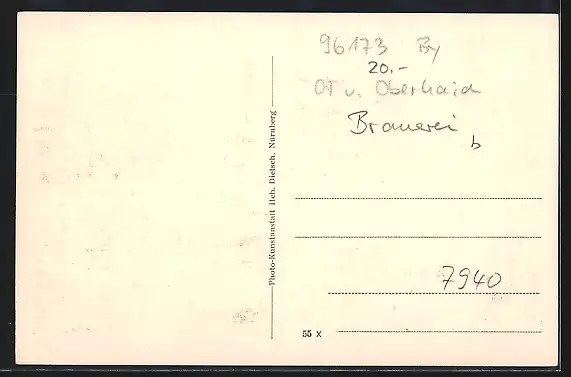 96173 By
20.-
OT v. Oberhaid
Brauerei
b
Photo-Kunstanstalt Hch. Dietsch, Nürnberg
7940
55 x